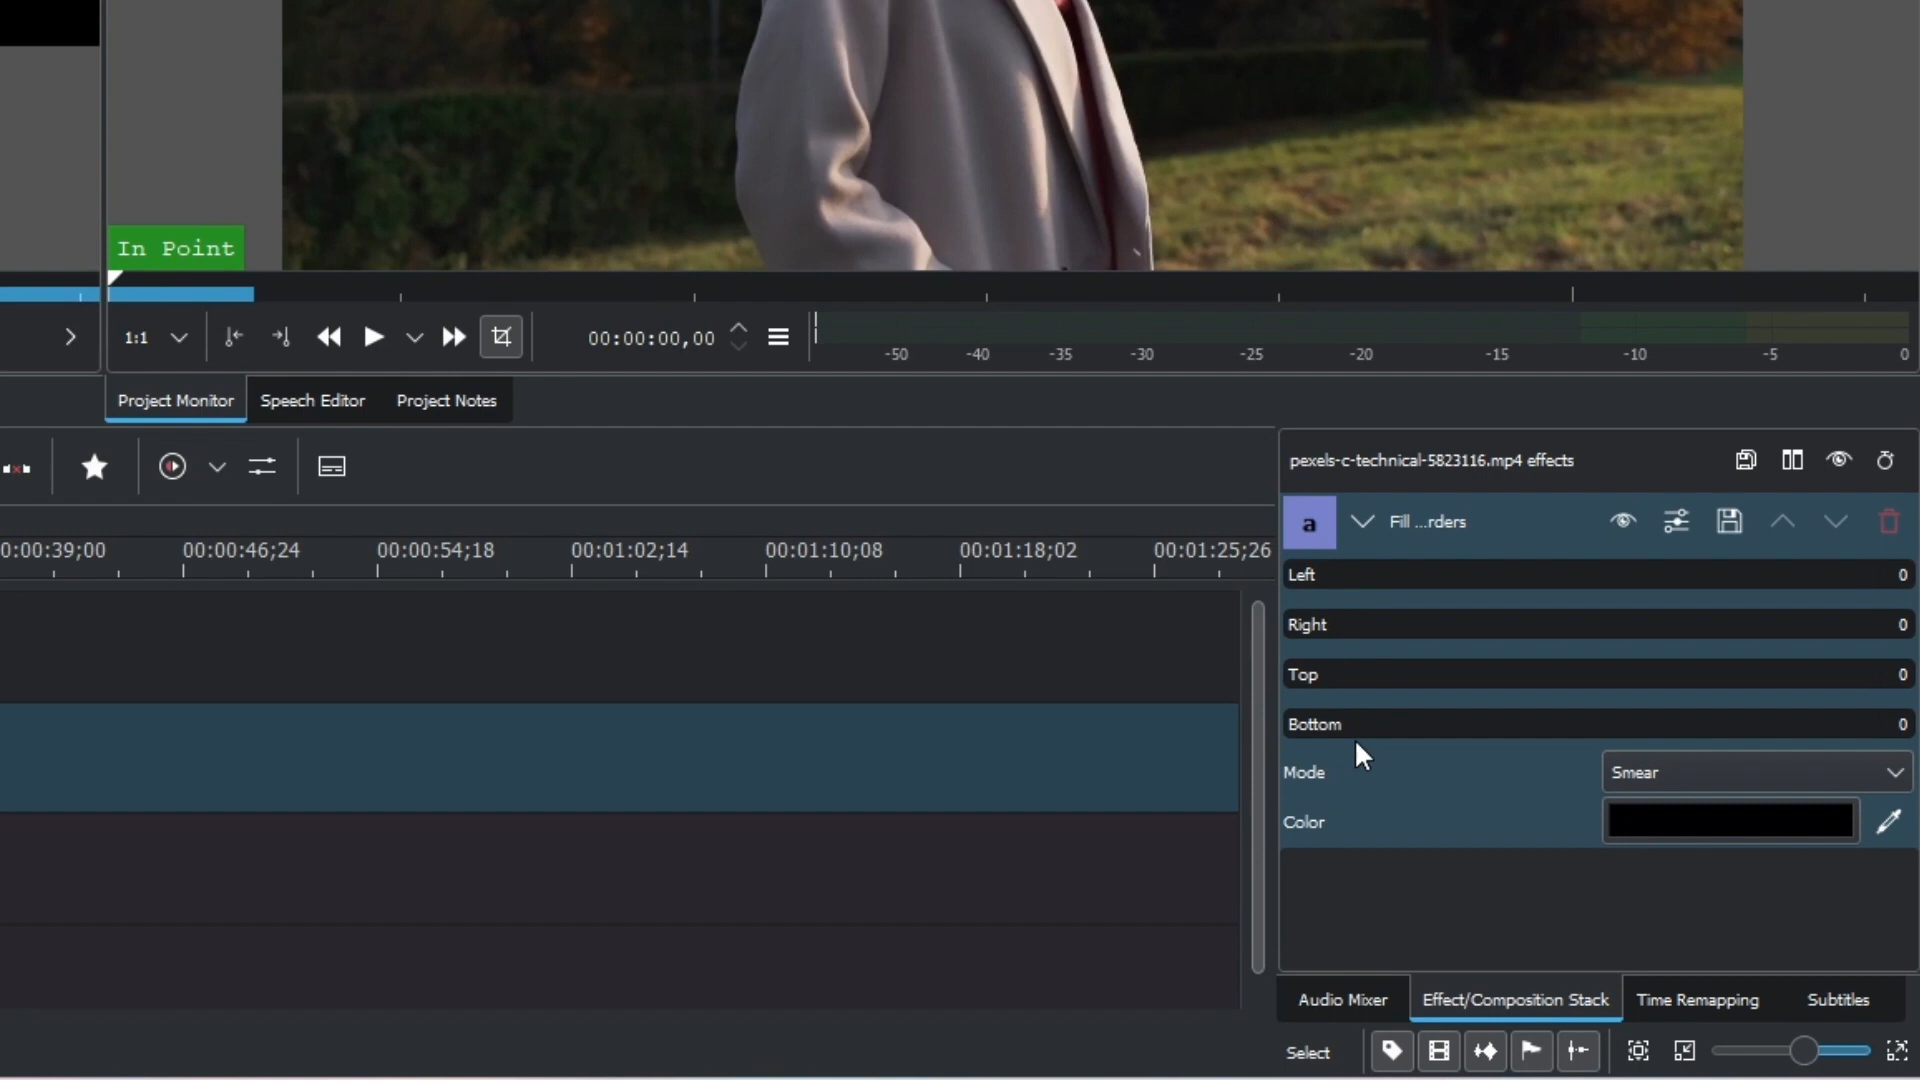 In Point
1:1
00:00:00,00
-50 -40 -35 -30 -25 -20 -15 -10 -5 0
Project Monitor Speech Editor Project Notes
pexels-c-technical-5823116.mp4 effects
a Fill ...rders
0:00:39;00 00:00:46;24 00:00:54;18 00:01:02;14 00:01:10;08 00:01:18;02 00:01:25;26
Left 0
Right 0
Top 0
Bottom 0
Mode Smear
Color
Audio Mixer Effect/Composition Stack Time Remapping Subtitles
Select